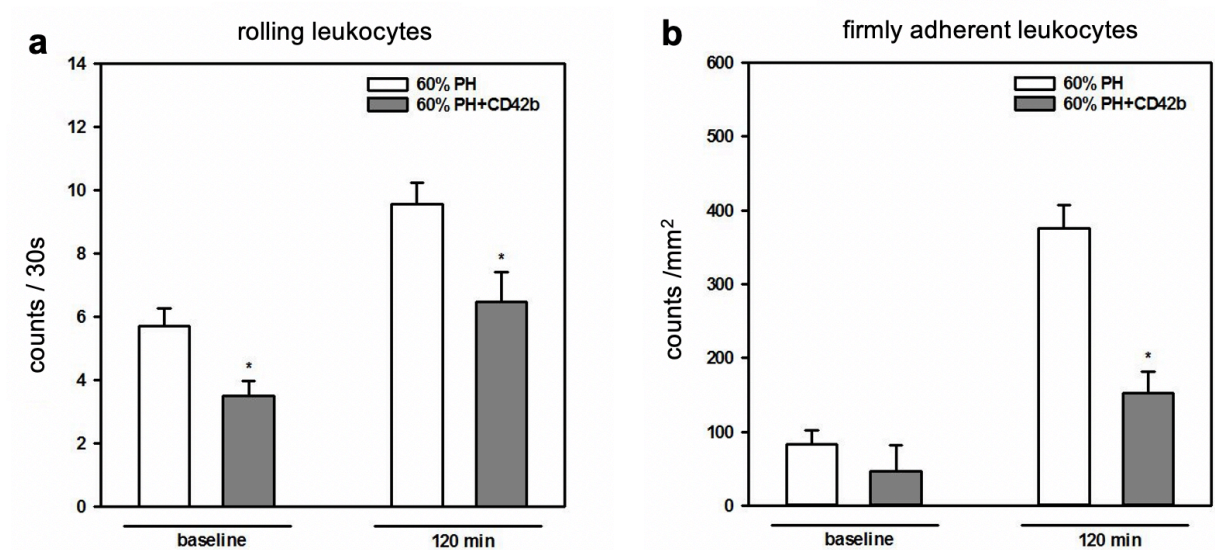 a
rolling leukocytes
14
12
10
8
6
4
2
0
counts / 30s
60% PH
60% PH+CD42b
*
*
baseline
120 min
b
firmly adherent leukocytes
600
500
400
300
200
100
0
counts /mm²
60% PH
60% PH+CD42b
*
baseline
120 min